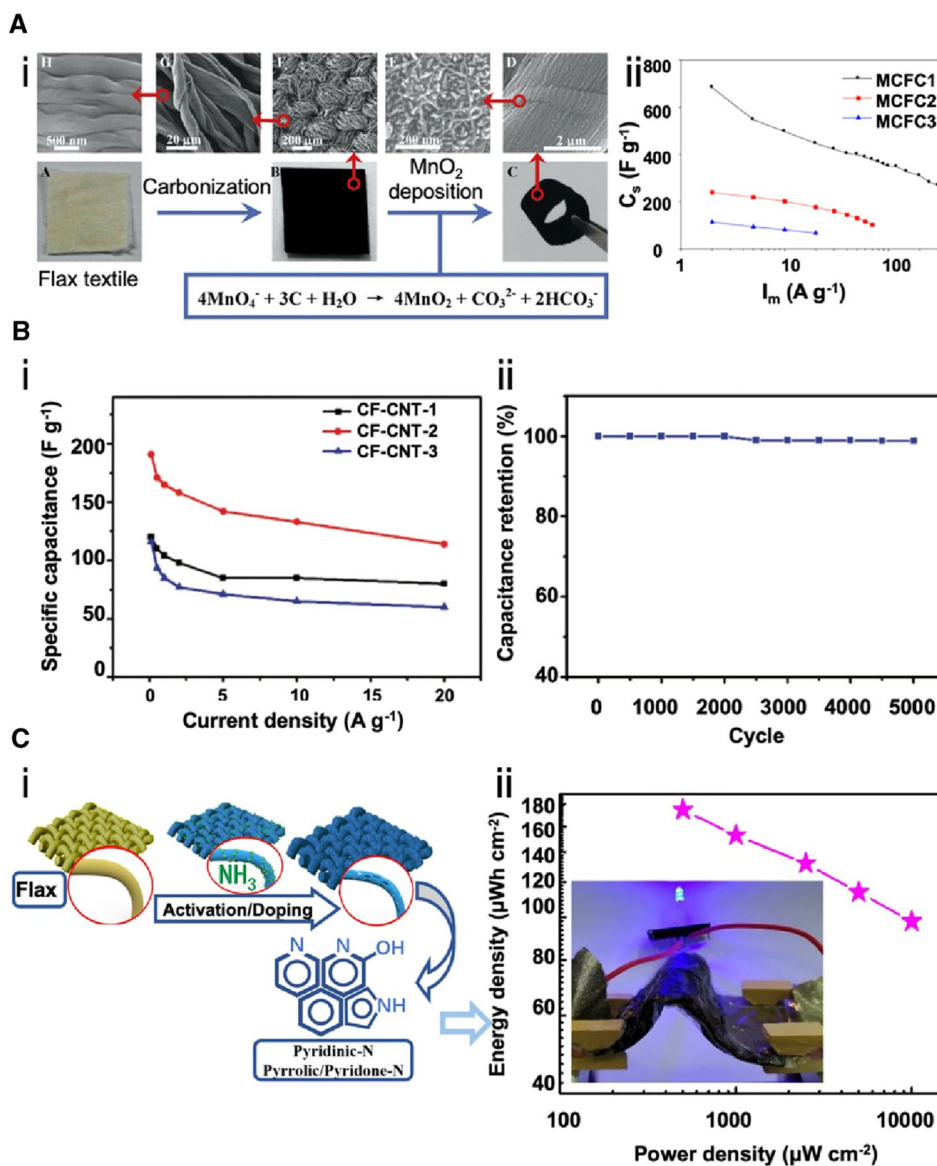 A
i
H
G
F
E
D
500 nm
20 μm
200 μm
200 nm
2 μm
A
Carbonization
B
MnO₂
deposition
C
Flax textile
4MnO₄⁻ + 3C + H₂O → 4MnO₂ + CO₃²⁻ + 2HCO₃⁻
ii
800
600
400
200
0
Cₛ (F g⁻¹)
MCFC1
MCFC2
MCFC3
1
10
100
Iₘ (A g⁻¹)
B
i
Specific capacitance (F g⁻¹)
200
150
100
50
0
CF-CNT-1
CF-CNT-2
CF-CNT-3
0
5
10
15
20
Current density (A g⁻¹)
ii
Capacitance retention (%)
100
80
60
40
0
1000
2000
3000
4000
5000
Cycle
C
i
Flax
NH₃
Activation/Doping
N
N
OH
NH
Pyridinic-N
Pyrrolic/Pyridone-N
ii
Energy density (μWh cm⁻²)
180
160
140
120
100
80
60
40
100
1000
10000
Power density (μW cm⁻²)